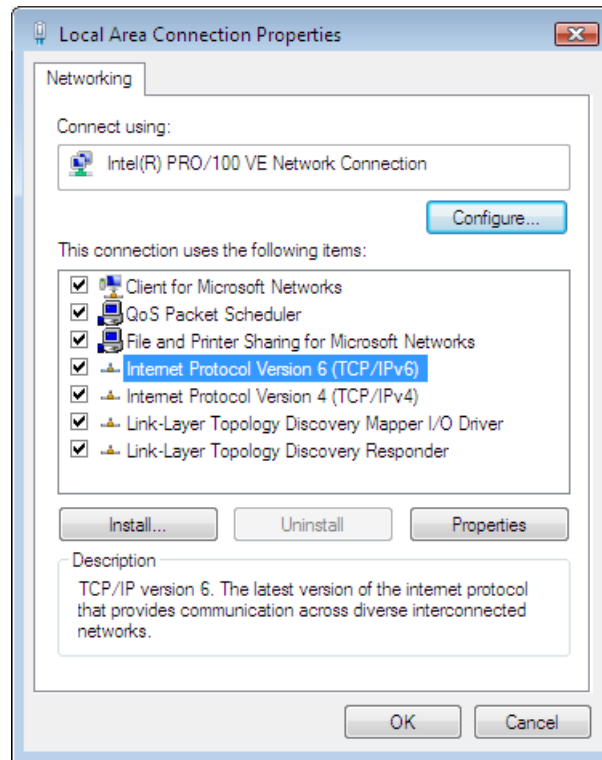 Local Area Connection Properties
Networking
Connect using:
Intel(R) PRO/100 VE Network Connection
Configure...
This connection uses the following items:
Client for Microsoft Networks
QoS Packet Scheduler
File and Printer Sharing for Microsoft Networks
Internet Protocol Version 6 (TCP/IPv6)
Internet Protocol Version 4 (TCP/IPv4)
Link-Layer Topology Discovery Mapper I/O Driver
Link-Layer Topology Discovery Responder
Install... Uninstall Properties
Description
TCP/IP version 6. The latest version of the internet protocol
that provides communication across diverse interconnected
networks.
OK Cancel